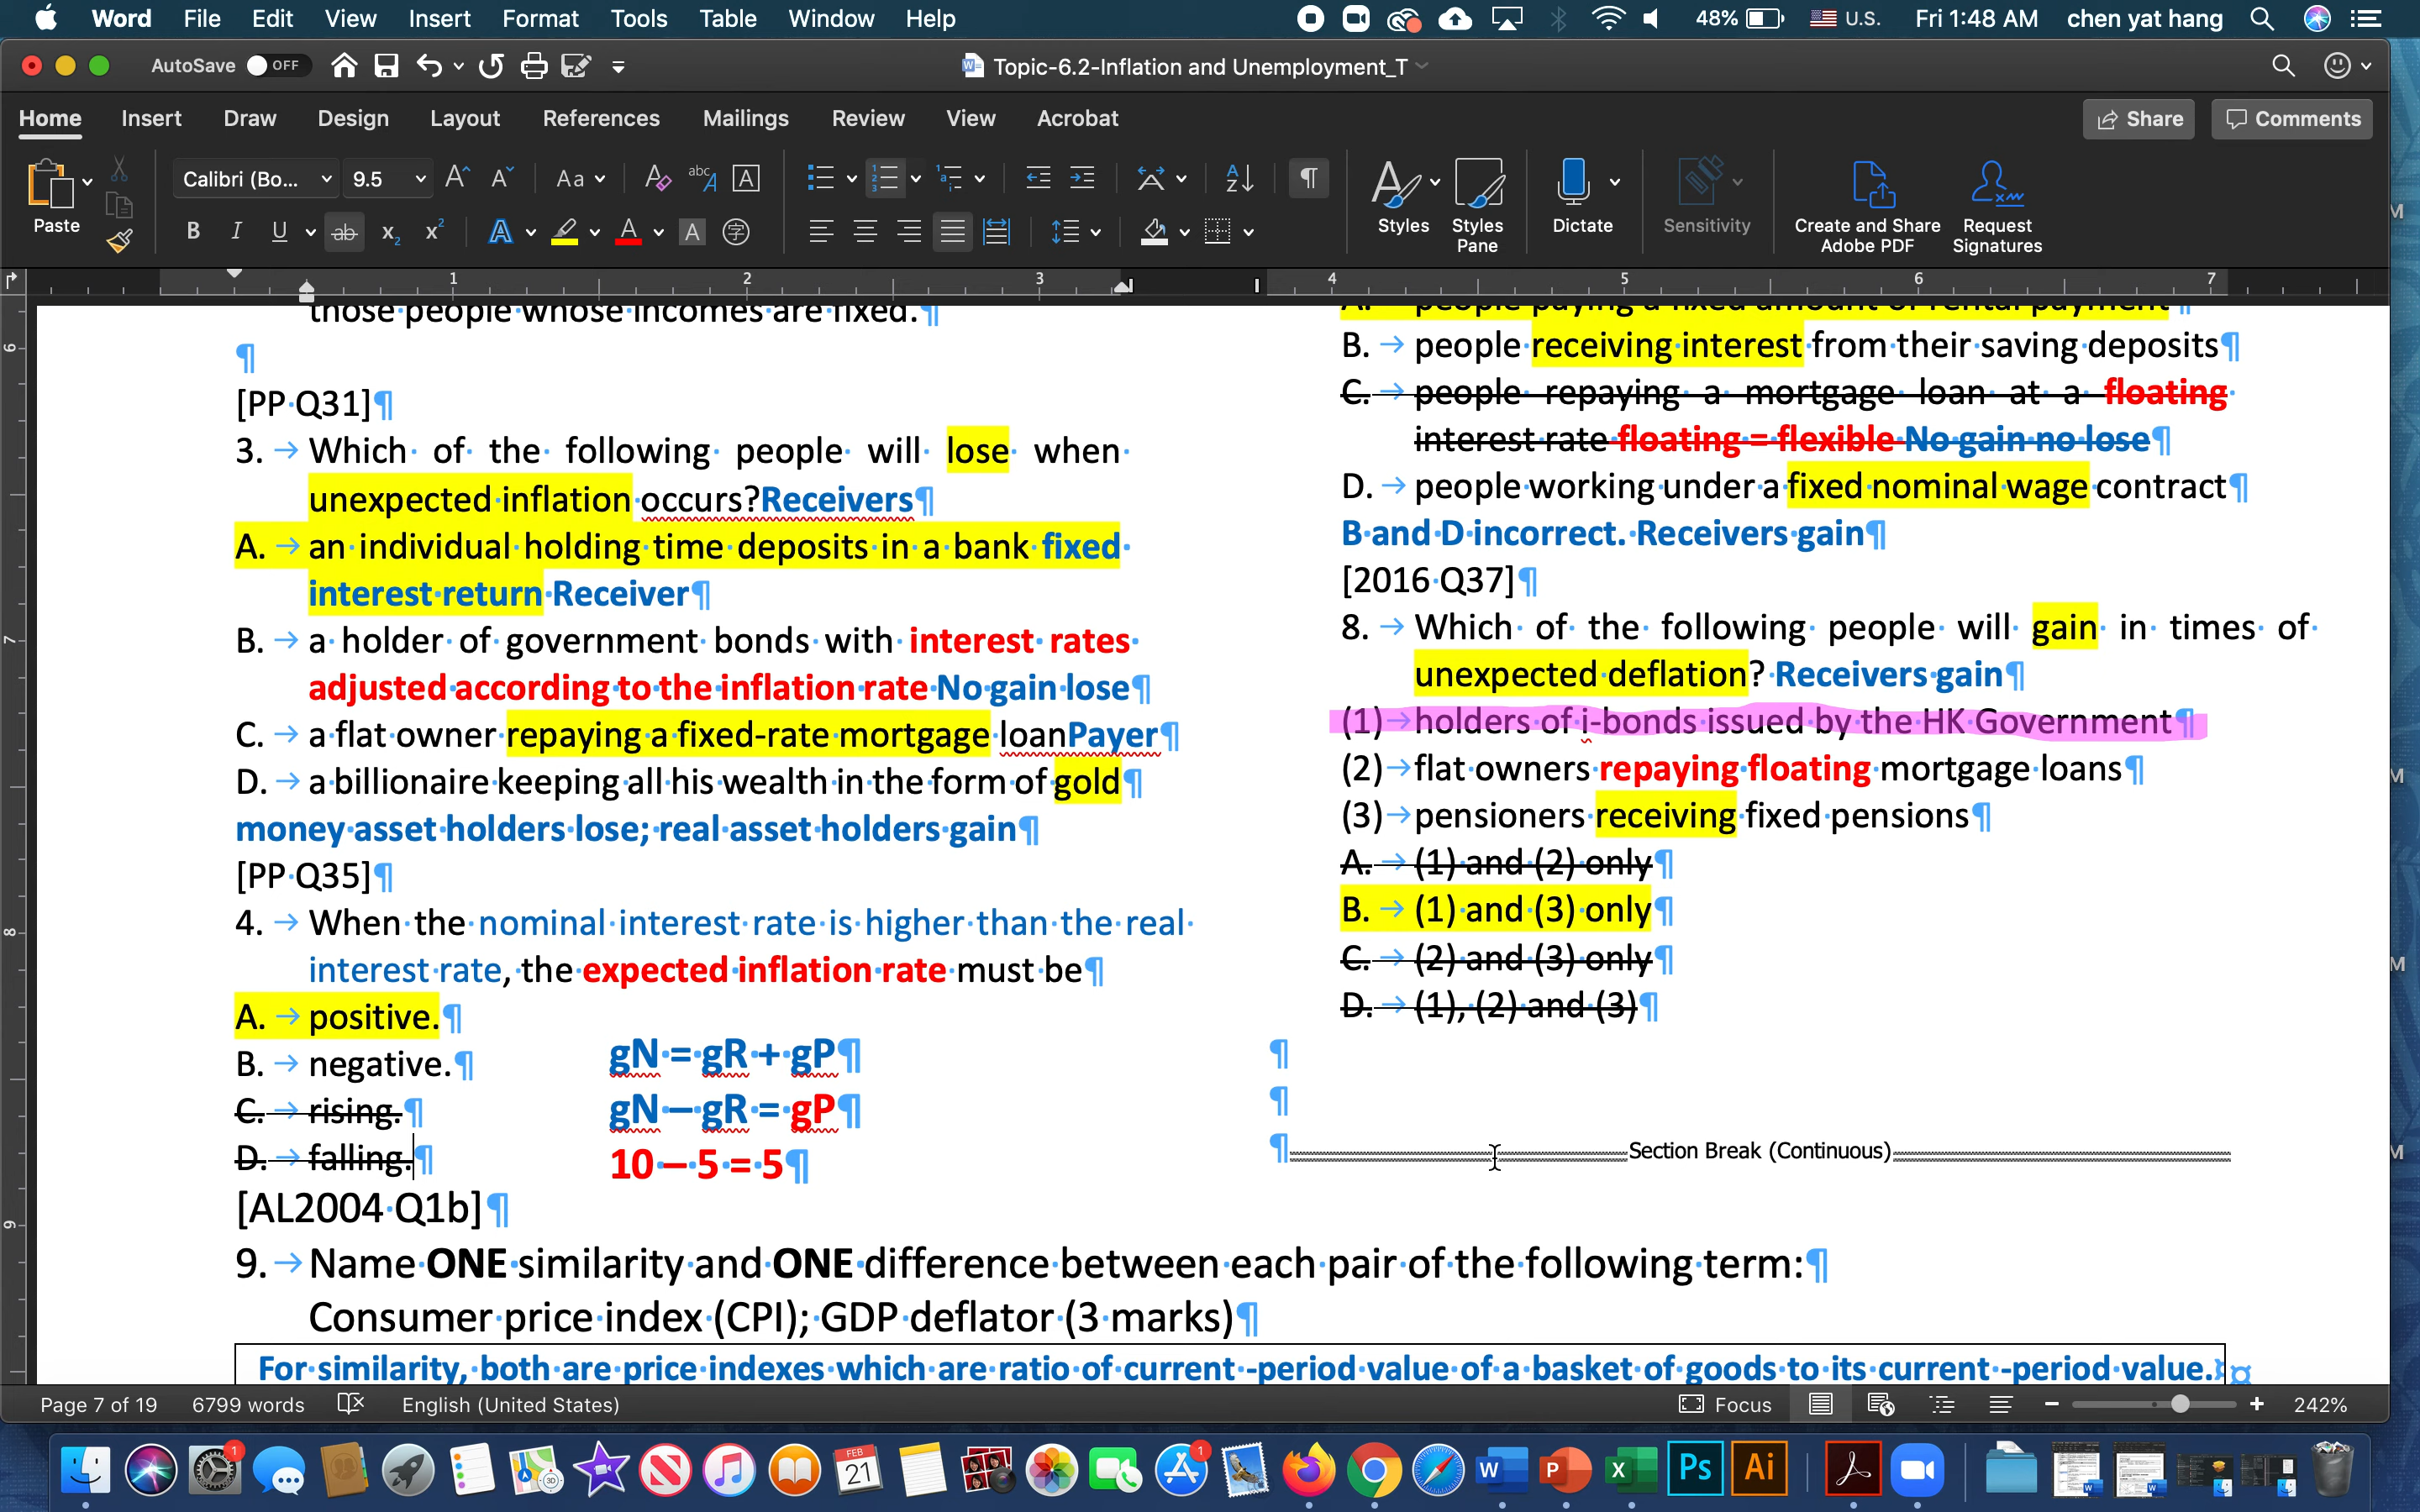 Word File Edit View Insert Format Tools Table Window Help 48% U.S. Fri 1:48 AM chen yat hang
AutoSave OFF Topic-6.2-Inflation and Unemployment_T
Home Insert Draw Design Layout References Mailings Review View Acrobat Share Comments
Paste Calibri (Bo... 9.5 Styles Styles Pane Dictate Sensitivity Create and Share Adobe PDF Request Signatures
1 2 3 4 5 6 7
those people whose incomes are fixed.
[PP Q31]
3. Which of the following people will lose when
unexpected inflation occurs?Receivers
A. an individual holding time deposits in a bank fixed
interest return Receiver
B. a holder of government bonds with interest rates
adjusted according to the inflation rate No gain lose
C. a flat owner repaying a fixed-rate mortgage loanPayer
D. a billionaire keeping all his wealth in the form of gold
money asset holders lose; real asset holders gain
[PP Q35]
4. When the nominal interest rate is higher than the real
interest rate, the expected inflation rate must be
A. positive.
B. negative.
C. rising.
D. falling.
gN = gR + gP
gN – gR = gP
10 – 5 = 5
A. people paying a fixed amount of rental payment
B. people receiving interest from their saving deposits
C. people repaying a mortgage loan at a floating
interest rate floating = flexible No gain no lose
D. people working under a fixed nominal wage contract
B and D incorrect. Receivers gain
[2016 Q37]
8. Which of the following people will gain in times of
unexpected deflation? Receivers gain
(1) holders of i-bonds issued by the HK Government
(2) flat owners repaying floating mortgage loans
(3) pensioners receiving fixed pensions
A. (1) and (2) only
B. (1) and (3) only
C. (2) and (3) only
D. (1), (2) and (3)
Section Break (Continuous)
[AL2004 Q1b]
9. Name ONE similarity and ONE difference between each pair of the following term:
Consumer price index (CPI); GDP deflator (3 marks)
For similarity, both are price indexes which are ratio of current -period value of a basket of goods to its current -period value.
Page 7 of 19 6799 words English (United States) Focus 242%